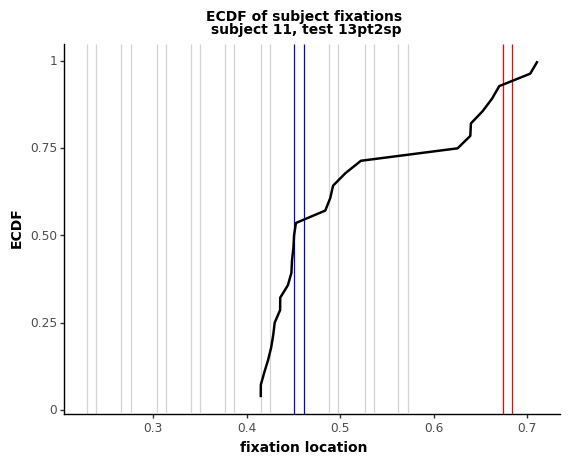 ECDF of subject fixations
subject 11, test 13pt2sp
1
0.75
0.50
0.25
0
ECDF
0.3 0.4 0.5 0.6 0.7
fixation location